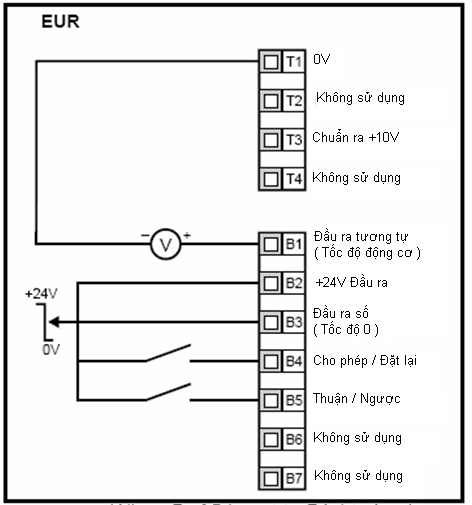 EUR
T1 0V
T2 Không sử dụng
T3 Chuẩn ra +10V
T4 Không sử dụng
− V +
B1 Đầu ra tương tự
( Tốc độ động cơ )
B2 +24V Đầu ra
+24V
B3 Đầu ra số
( Tốc độ 0 )
0V
B4 Cho phép / Đặt lại
B5 Thuận / Ngược
B6 Không sử dụng
B7 Không sử dụng